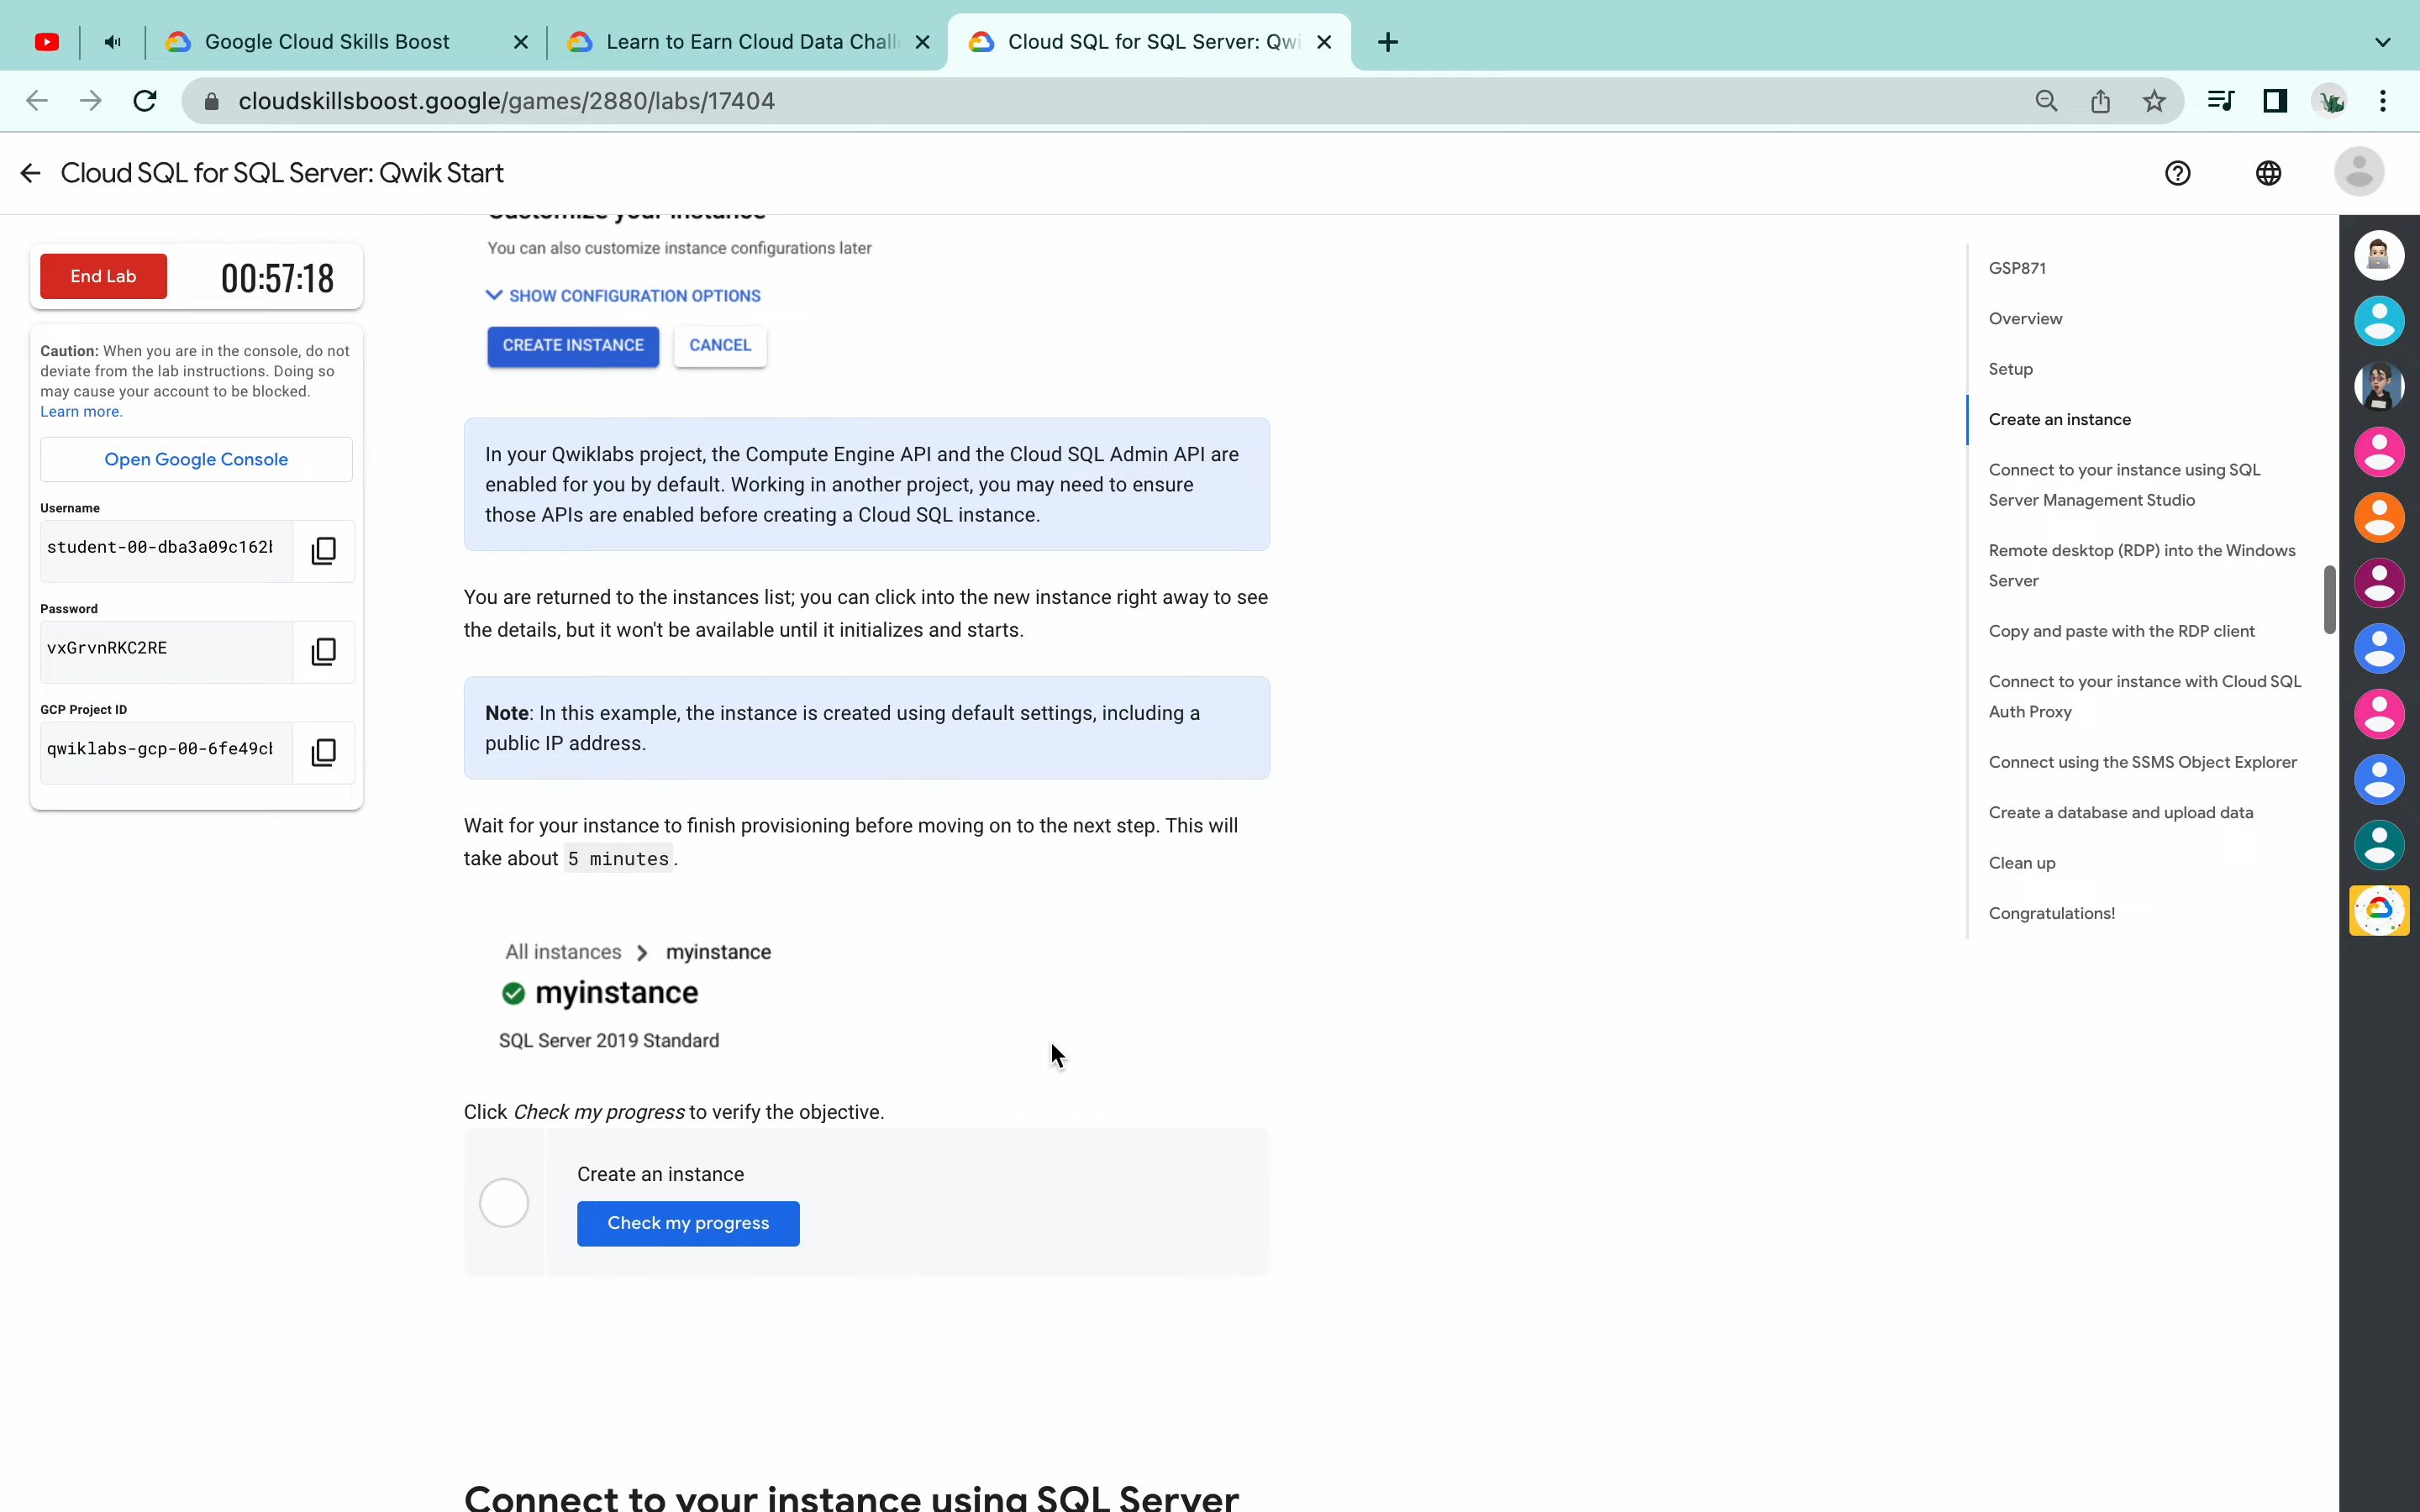 Google Cloud Skills Boost
Learn to Earn Cloud Data Chall
Cloud SQL for SQL Server: Qwi
cloudskillsboost.google/games/2880/labs/17404
Cloud SQL for SQL Server: Qwik Start
End Lab
00:57:18
Caution: When you are in the console, do not
deviate from the lab instructions. Doing so
may cause your account to be blocked.
Learn more.
Open Google Console
Username
student-00-dba3a09c162
Password
vxGrvnRKC2RE
GCP Project ID
qwiklabs-gcp-00-6fe49c
Customize your instance
You can also customize instance configurations later
SHOW CONFIGURATION OPTIONS
CREATE INSTANCE
CANCEL
In your Qwiklabs project, the Compute Engine API and the Cloud SQL Admin API are
enabled for you by default. Working in another project, you may need to ensure
those APIs are enabled before creating a Cloud SQL instance.
You are returned to the instances list; you can click into the new instance right away to see
the details, but it won't be available until it initializes and starts.
Note: In this example, the instance is created using default settings, including a
public IP address.
Wait for your instance to finish provisioning before moving on to the next step. This will
take about 5 minutes.
All instances > myinstance
myinstance
SQL Server 2019 Standard
Click Check my progress to verify the objective.
Create an instance
Check my progress
Connect to your instance using SQL Server
GSP871
Overview
Setup
Create an instance
Connect to your instance using SQL
Server Management Studio
Remote desktop (RDP) into the Windows
Server
Copy and paste with the RDP client
Connect to your instance with Cloud SQL
Auth Proxy
Connect using the SSMS Object Explorer
Create a database and upload data
Clean up
Congratulations!